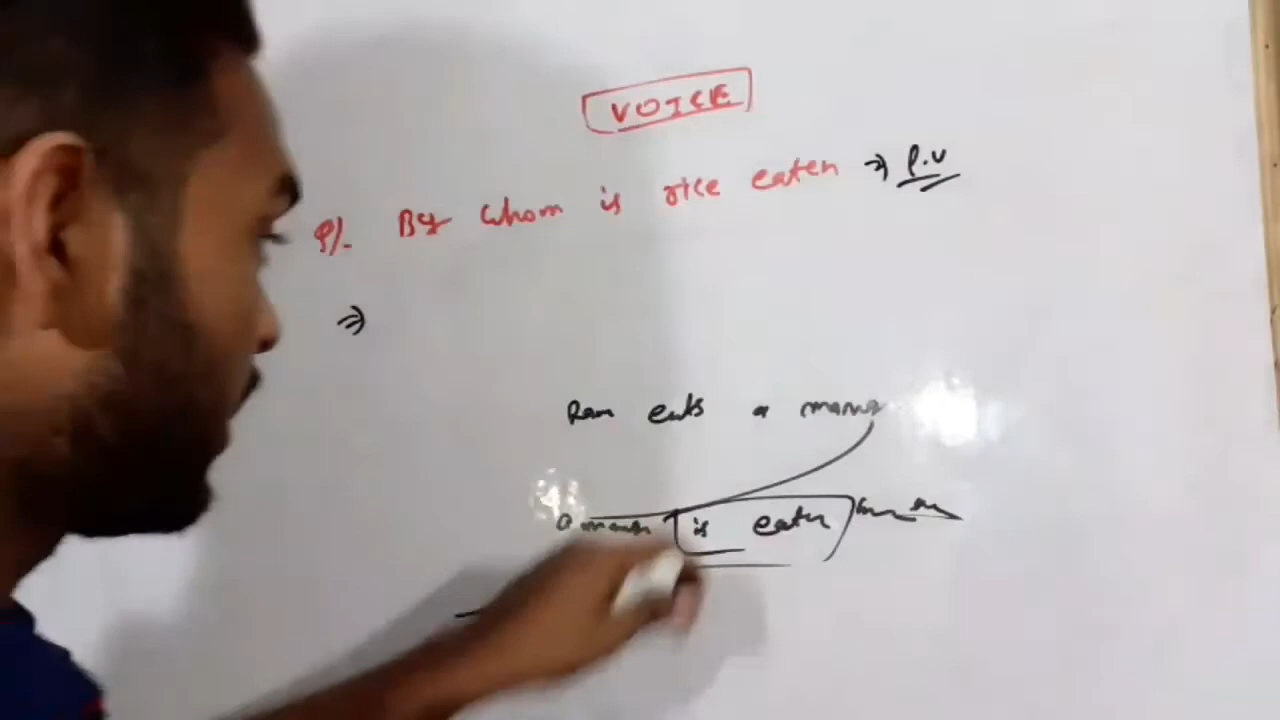 VOICE
Q/. By whom is rice eaten ⇒ P.V
⇒
Ram eats a mango
a mango is eaten